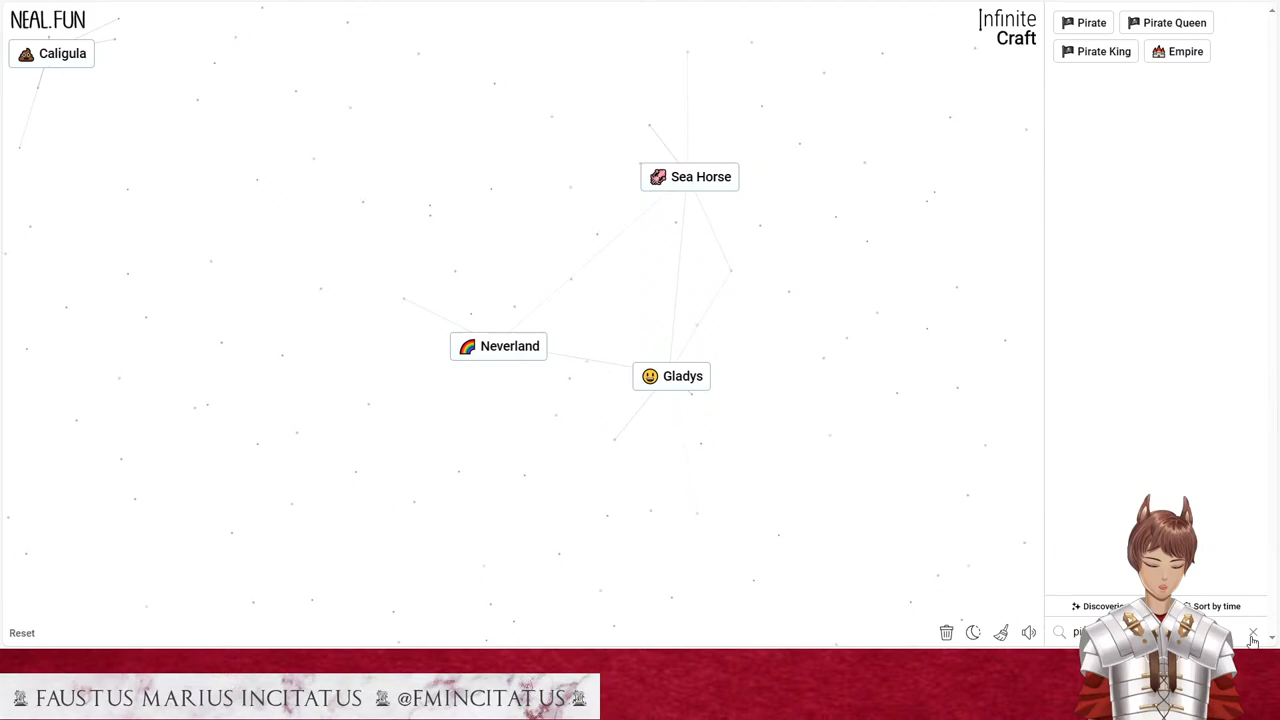 NEAL.FUN
Infinite
Craft
Caligula
Sea Horse
Neverland
Gladys
Pirate
Pirate Queen
Pirate King
Empire
Sort by time
Reset
FAUSTUS MARIUS INCITATUS @FMINCITATUS